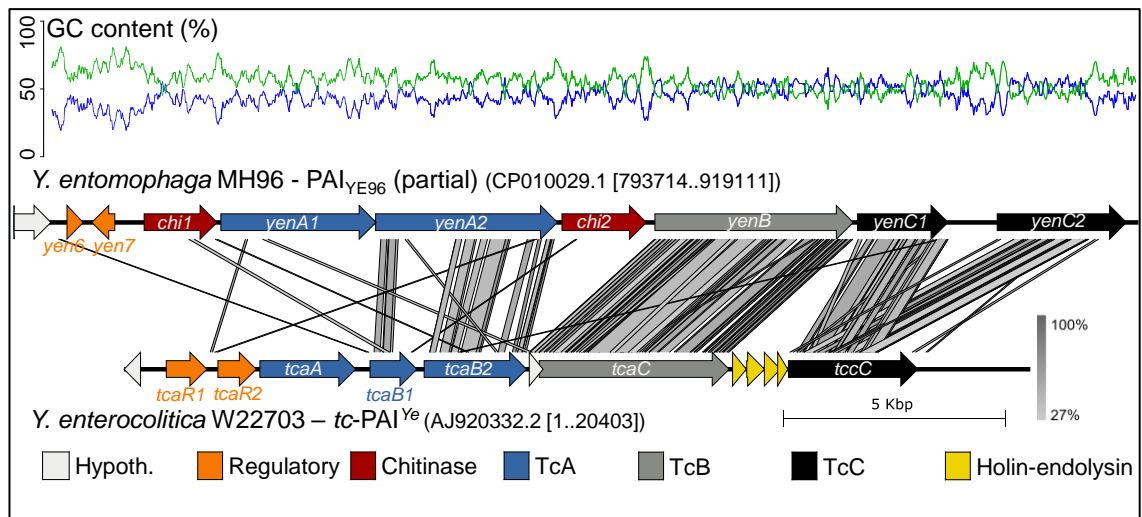 GC content (%)
100
50
0
Y. entomophaga MH96 - PAI_YE96 (partial) (CP010029.1 [793714..919111])
chi1 yenA1 yenA2 chi2 yenB yenC1 yenC2
yen6 yen7
100%
27%
tcaA tcaB2 tcaC tccC
tcaR1 tcaR2 tcaB1
5 Kbp
Y. enterocolitica W22703 – tc-PAI^Ye (AJ920332.2 [1..20403])
Hypoth. Regulatory Chitinase TcA TcB TcC Holin-endolysin